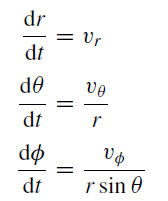 dr/dt = v_r
dθ/dt = v_θ/r
dϕ/dt = v_ϕ/(r sin θ)